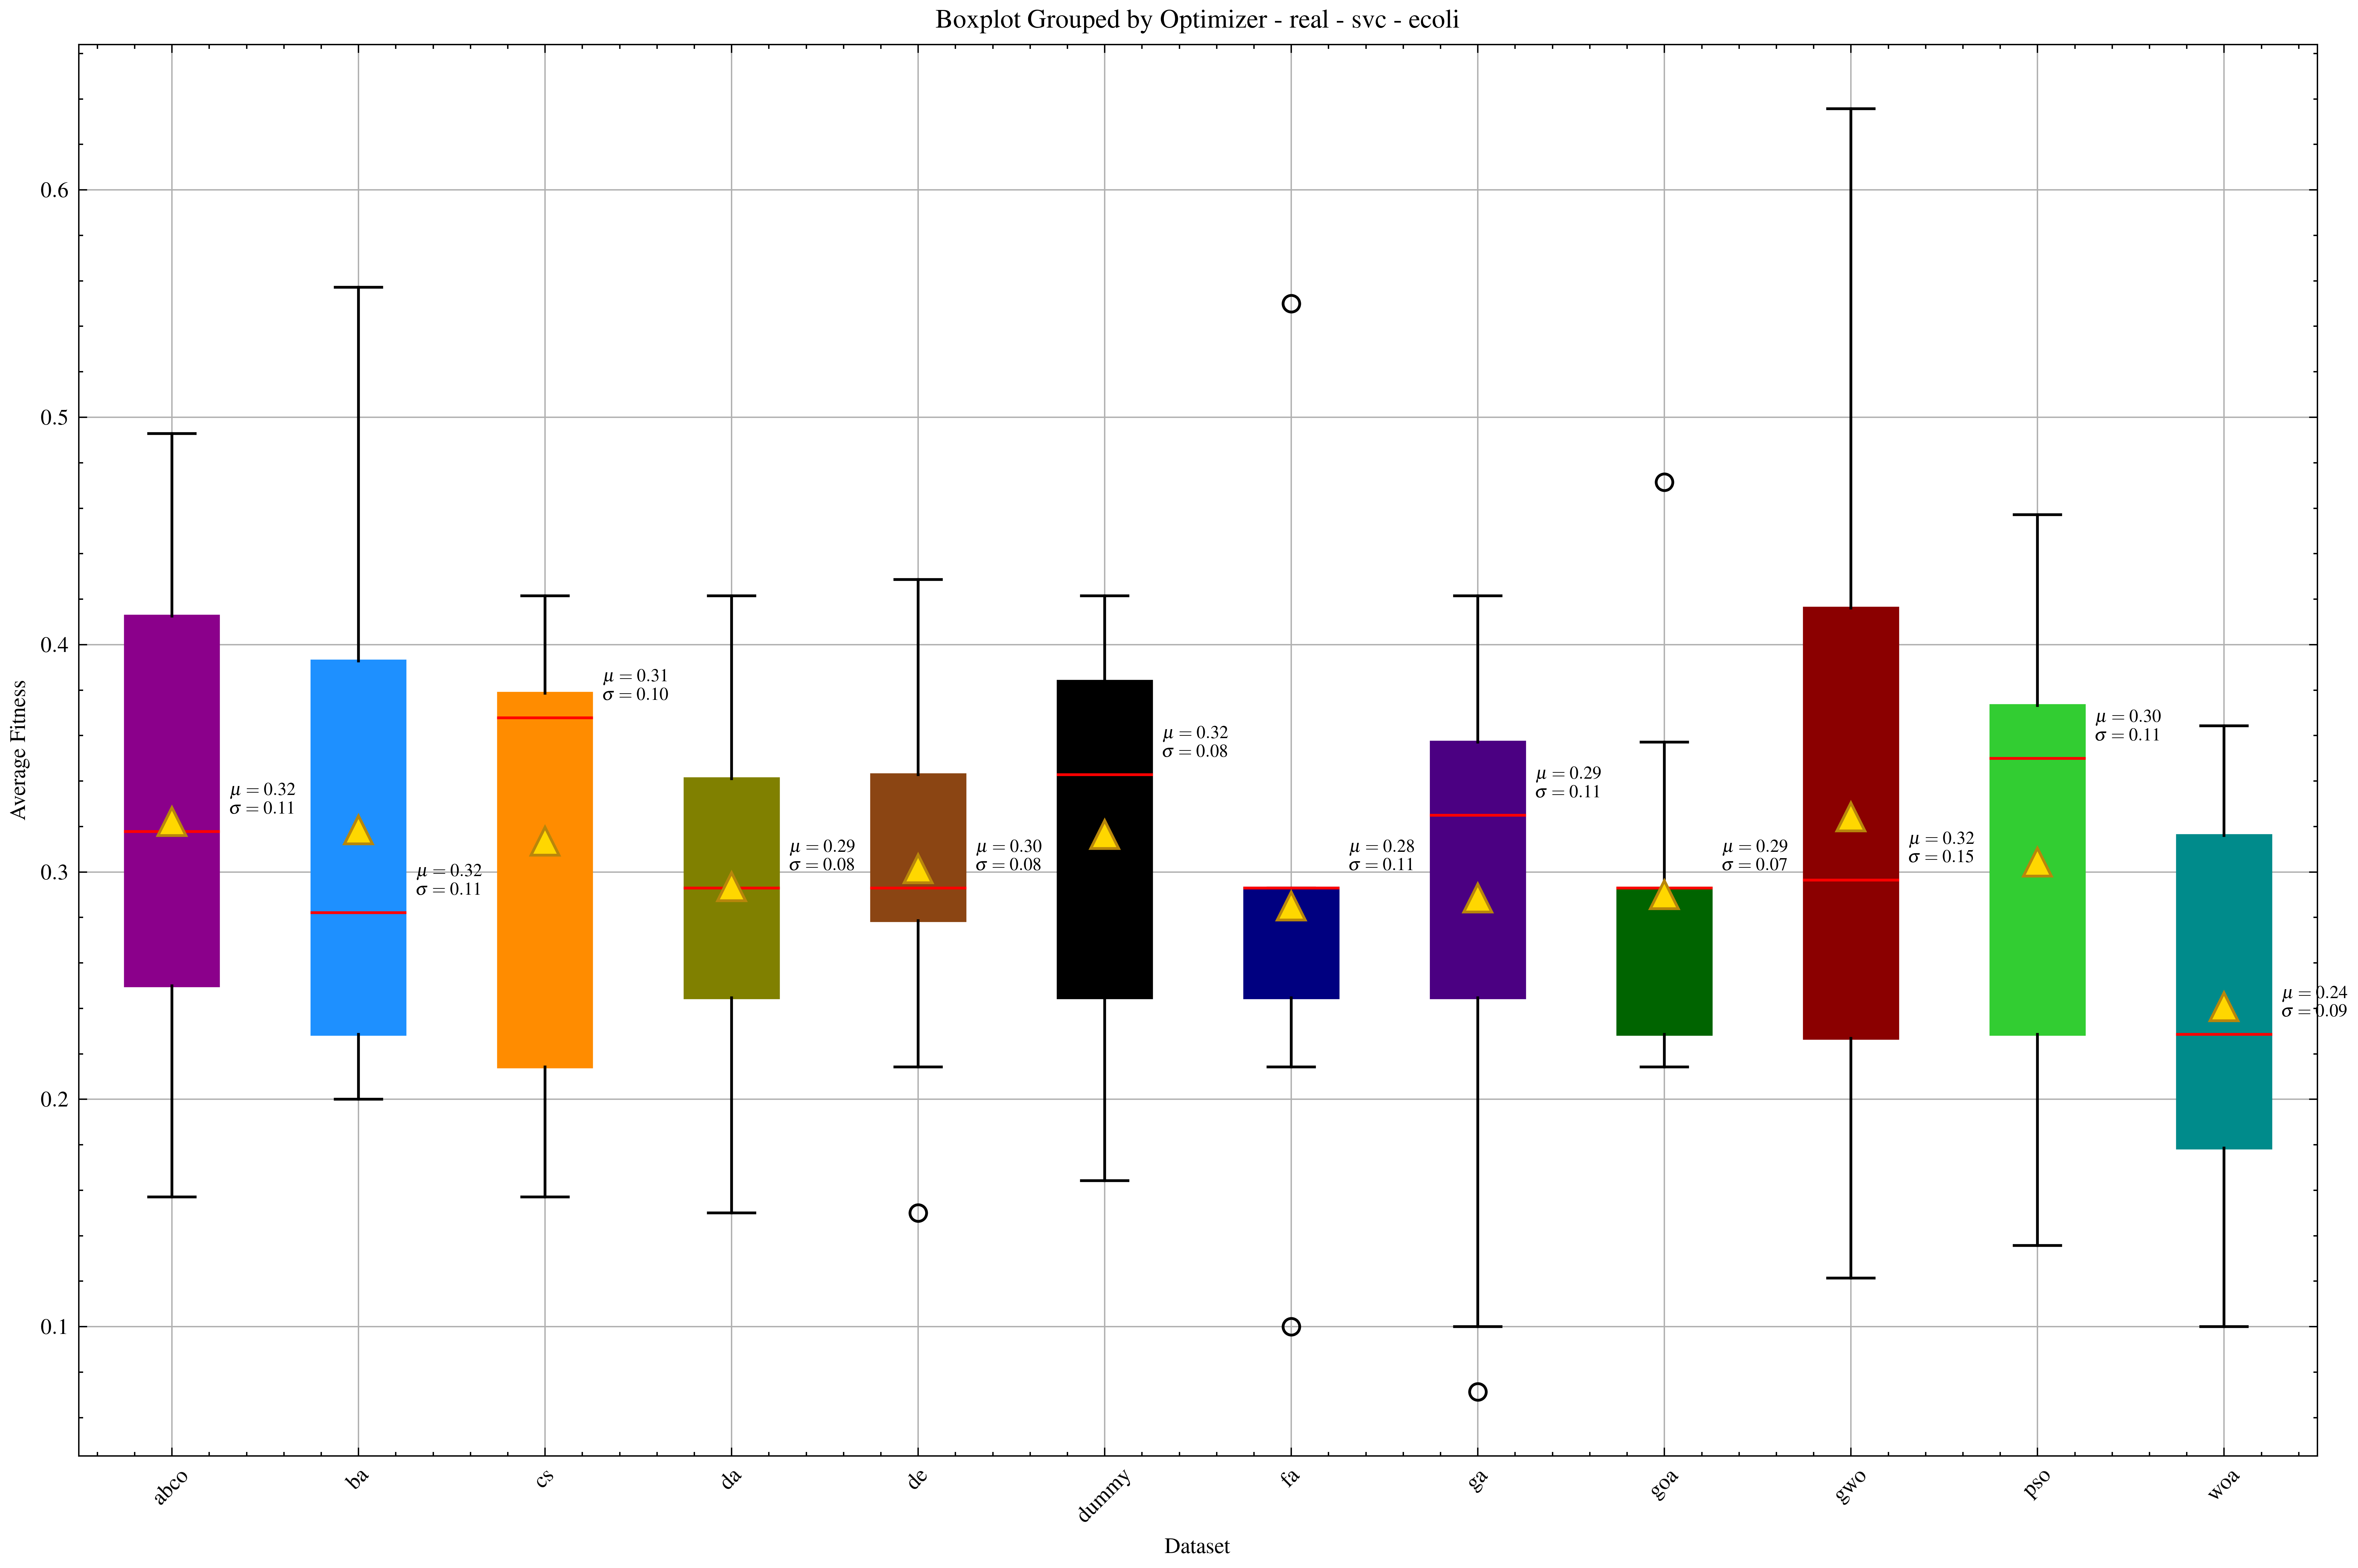 Boxplot Grouped by Optimizer - real - svc - ecoli
Average Fitness
0.6
0.5
0.4
0.3
0.2
0.1
μ = 0.32
σ = 0.11
μ = 0.32
σ = 0.11
μ = 0.31
σ = 0.10
μ = 0.29
σ = 0.08
μ = 0.30
σ = 0.08
μ = 0.32
σ = 0.08
μ = 0.28
σ = 0.11
μ = 0.29
σ = 0.11
μ = 0.29
σ = 0.07
μ = 0.32
σ = 0.15
μ = 0.30
σ = 0.11
μ = 0.24
σ = 0.09
abco
ba
cs
da
de
dummy
fa
ga
goa
gwo
pso
woa
Dataset